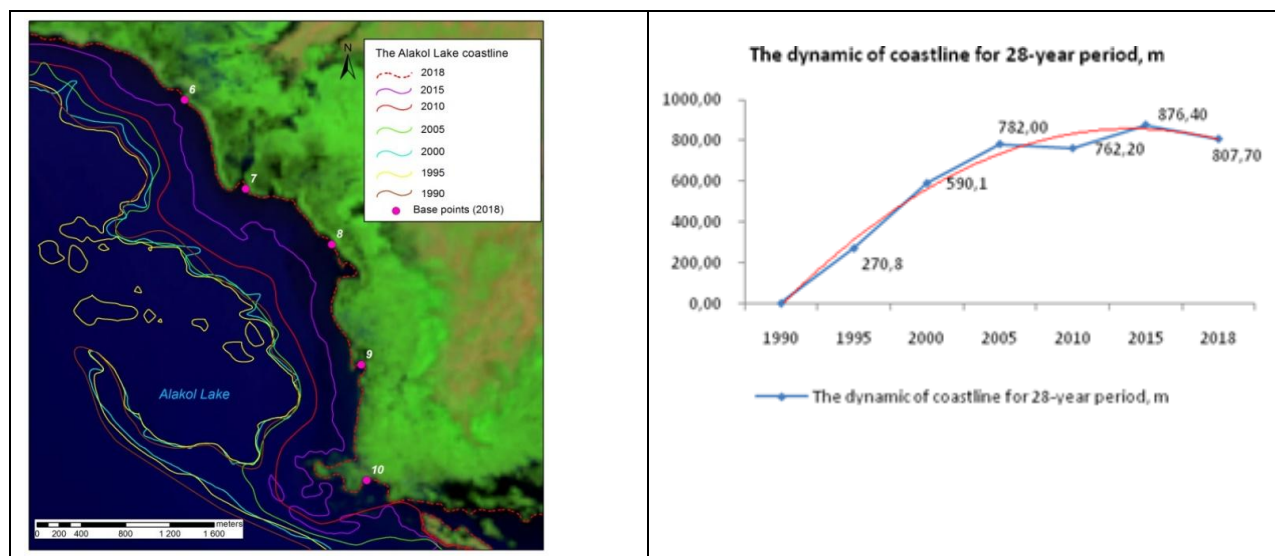 The Alakol Lake coastline
N
2018
2015
2010
2005
2000
1995
1990
Base points (2018)
6
7
8
9
10
Alakol Lake
meters
0 200 400 800 1 200 1 600
The dynamic of coastline for 28-year period, m
1000,00
800,00
600,00
400,00
200,00
0,00
270,8
590,1
782,00
762,20
876,40
807,70
1990 1995 2000 2005 2010 2015 2018
The dynamic of coastline for 28-year period, m